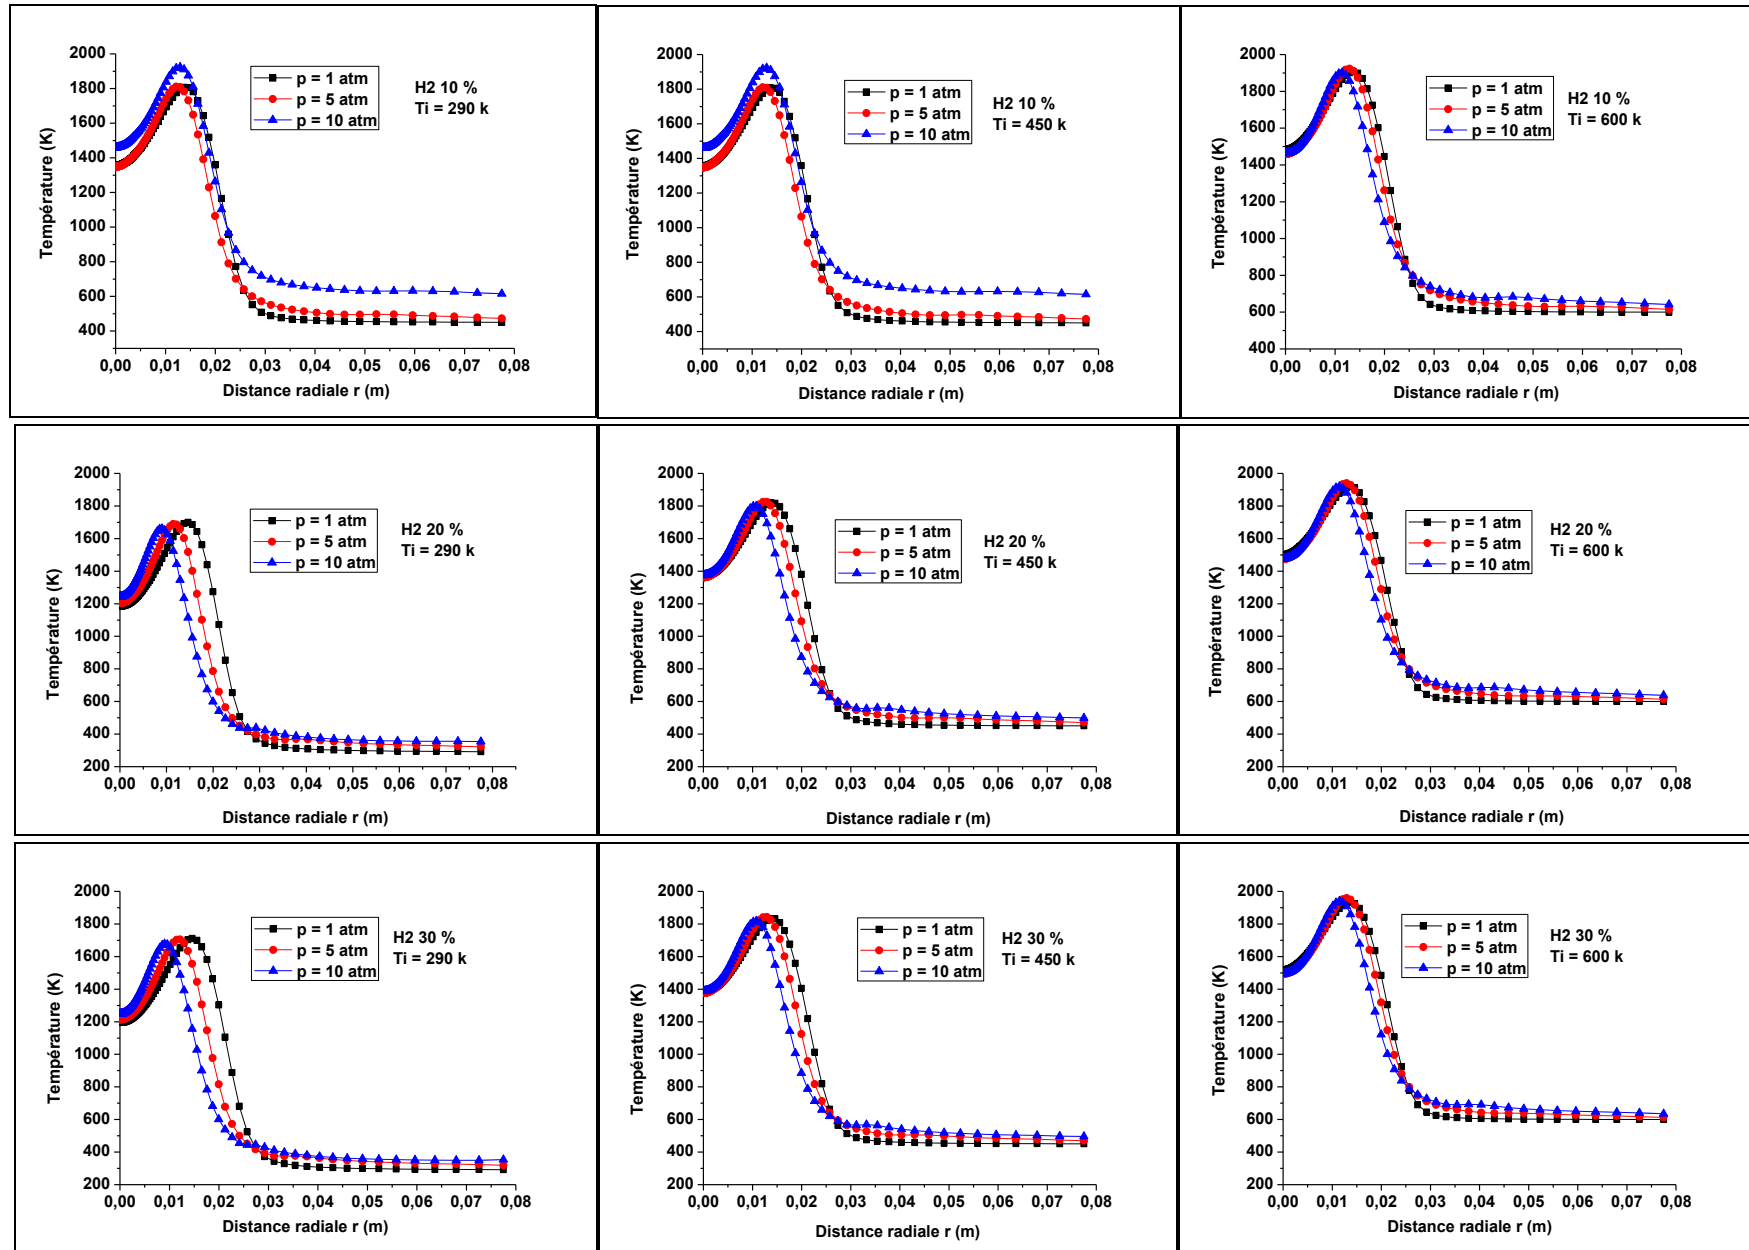 2000
1800
1600
1400
1200
1000
800
600
400
0,00 0,01 0,02 0,03 0,04 0,05 0,06 0,07 0,08
Température (K)
Distance radiale r (m)
p = 1 atm
p = 5 atm
p = 10 atm
H2 10 %
Ti = 290 k
2000
1800
1600
1400
1200
1000
800
600
400
0,00 0,01 0,02 0,03 0,04 0,05 0,06 0,07 0,08
Température (K)
Distance radiale r (m)
p = 1 atm
p = 5 atm
p = 10 atm
H2 10 %
Ti = 450 k
2000
1800
1600
1400
1200
1000
800
600
400
0,00 0,01 0,02 0,03 0,04 0,05 0,06 0,07 0,08
Température (K)
Distance radiale r (m)
p = 1 atm
p = 5 atm
p = 10 atm
H2 10 %
Ti = 600 k
2000
1800
1600
1400
1200
1000
800
600
400
200
0,00 0,01 0,02 0,03 0,04 0,05 0,06 0,07 0,08
Température (K)
Distance radiale r (m)
p = 1 atm
p = 5 atm
p = 10 atm
H2 20 %
Ti = 290 k
2000
1800
1600
1400
1200
1000
800
600
400
200
0,00 0,01 0,02 0,03 0,04 0,05 0,06 0,07 0,08
Température (K)
Distance radiale r (m)
p = 1 atm
p = 5 atm
p = 10 atm
H2 20 %
Ti = 450 k
2000
1800
1600
1400
1200
1000
800
600
400
200
0,00 0,01 0,02 0,03 0,04 0,05 0,06 0,07 0,08
Température (K)
Distance radiale r (m)
p = 1 atm
p = 5 atm
p = 10 atm
H2 20 %
Ti = 600 k
2000
1800
1600
1400
1200
1000
800
600
400
200
0,00 0,01 0,02 0,03 0,04 0,05 0,06 0,07 0,08
Température (K)
Distance radiale r (m)
p = 1 atm
p = 5 atm
p = 10 atm
H2 30 %
Ti = 290 k
2000
1800
1600
1400
1200
1000
800
600
400
200
0,00 0,01 0,02 0,03 0,04 0,05 0,06 0,07 0,08
Température (K)
Distance radiale r (m)
p = 1 atm
p = 5 atm
p = 10 atm
H2 30 %
Ti = 450 k
2000
1800
1600
1400
1200
1000
800
600
400
200
0,00 0,01 0,02 0,03 0,04 0,05 0,06 0,07 0,08
Température (K)
Distance radiale r (m)
p = 1 atm
p = 5 atm
p = 10 atm
H2 30 %
Ti = 600 k